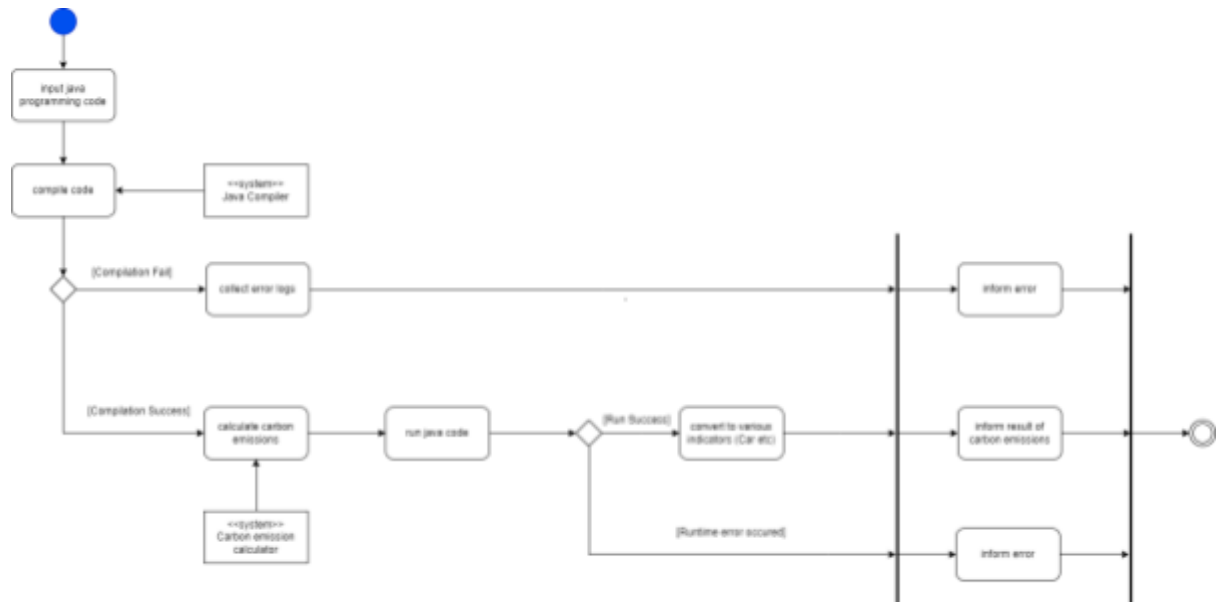 input java
programming code
compile code
<<system>>
Java Compiler
[Compilation Fail]
collect error logs
inform error
[Compilation Success]
calculate carbon
emissions
run java code
[Run Success]
convert to various
indicators (Car etc)
inform result of
carbon emissions
<<system>>
Carbon emission
calculator
[Runtime error occured]
inform error